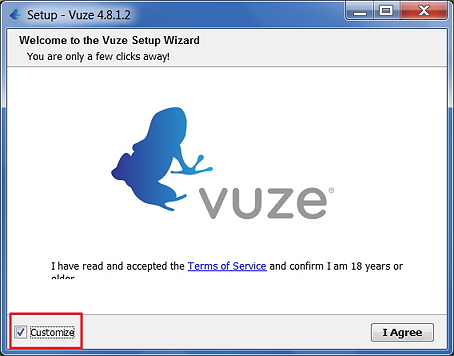 Setup - Vuze 4.8.1.2
Welcome to the Vuze Setup Wizard
You are only a few clicks away!
vuze®
I have read and accepted the Terms of Service and confirm I am 18 years or
older
Customize
I Agree